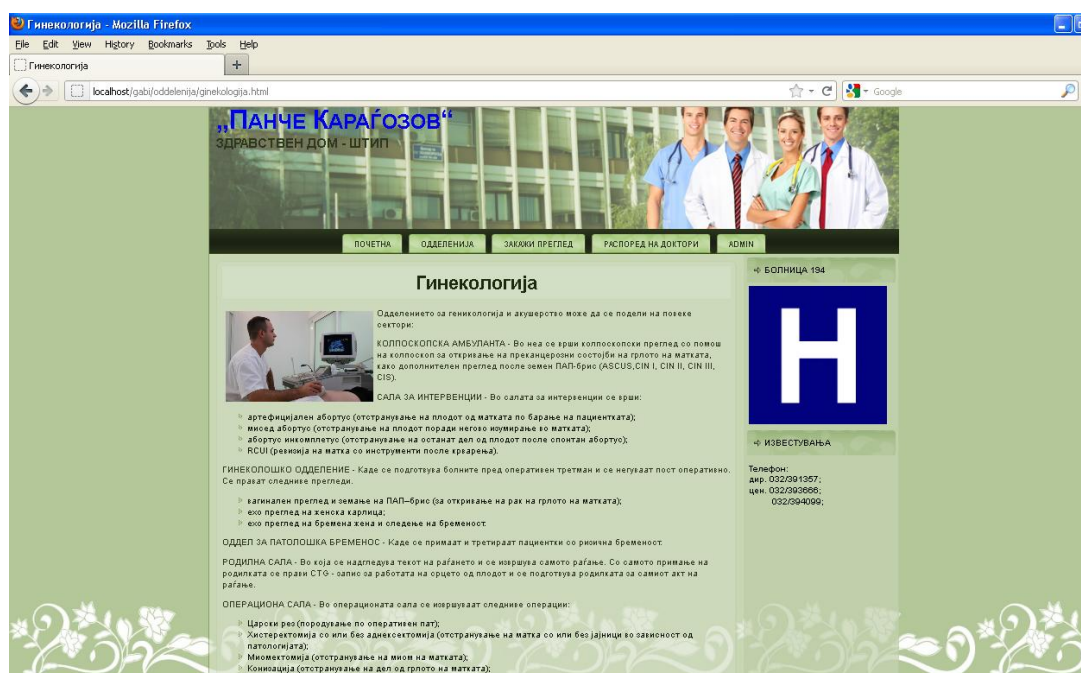 Гинекологија - Mozilla Firefox
File Edit View History Bookmarks Tools Help
Гинекологија
localhost/gabi/oddelenija/ginekologija.html
Google
„ПАНЧЕ КАРАЃОЗОВ“
ЗДРАВСТВЕН ДОМ - ШТИП
ПОЧЕТНА ОДДЕЛЕНИЈА ЗАКАЖИ ПРЕГЛЕД РАСПОРЕД НА ДОКТОРИ ADMIN
Гинекологија
Одделението за геникологија и акушерство може да се подели на повеке
сектори:
КОЛПОСКОПСКА АМБУЛАНТА - Во неа се врши колпоскопски преглед со помош
на колпоскоп за откривање на преканцерозни состојби на грлото на матката,
како дополнителен преглед после земен ПАП-брис (ASCUS,CIN I, CIN II, CIN III,
CIS).
САЛА ЗА ИНТЕРВЕНЦИИ - Во салата за интервенции се врши:
артефицијален абортус (отстранување на плодот од матката по барање на пациентката);
мисед абортус (отстранување на плодот поради негово изумирање во матката);
абортус инкомплетус (отстранување на останат дел од плодот после спонтан абортус);
RCUI (ревизија на матка со инструменти после крварења).
ГИНЕКОЛОШКО ОДДЕЛЕНИЕ - Каде се подготвува болните пред оперативен третман и се негуваат пост оперативно.
Се прават следниве прегледи.
вагинален преглед и земање на ПАП–брис (за откривање на рак на грлото на матката);
ехо преглед на женска карлица;
ехо преглед на бремена жена и следење на бременост.
ОДДЕЛ ЗА ПАТОЛОШКА БРЕМЕНОС - Каде се примаат и третираат пациентки со ризична бременост.
РОДИЛНА САЛА - Во која се надгледува текот на раѓането и се извршува самото раѓање. Со самото примање на
родилката се прави CTG - запис за работата на срцето од плодот и се подготвува родилката за самиот акт на
раѓање.
ОПЕРАЦИОНА САЛА - Во операционата сала се извршуваат следниве операции:
Царски рез (породување по оперативен пат);
Хистеректомија со или без аднексектомија (отстранување на матка со или без јајници во зависност од
патологијата);
Миомектомија (отстранување на миом на матката);
Конизација (отстранување на дел од грлото на матката);
БОЛНИЦА 194
H
ИЗВЕСТУВАЊА
Телефон:
дир. 032/391357;
цен. 032/393666;
032/394099;